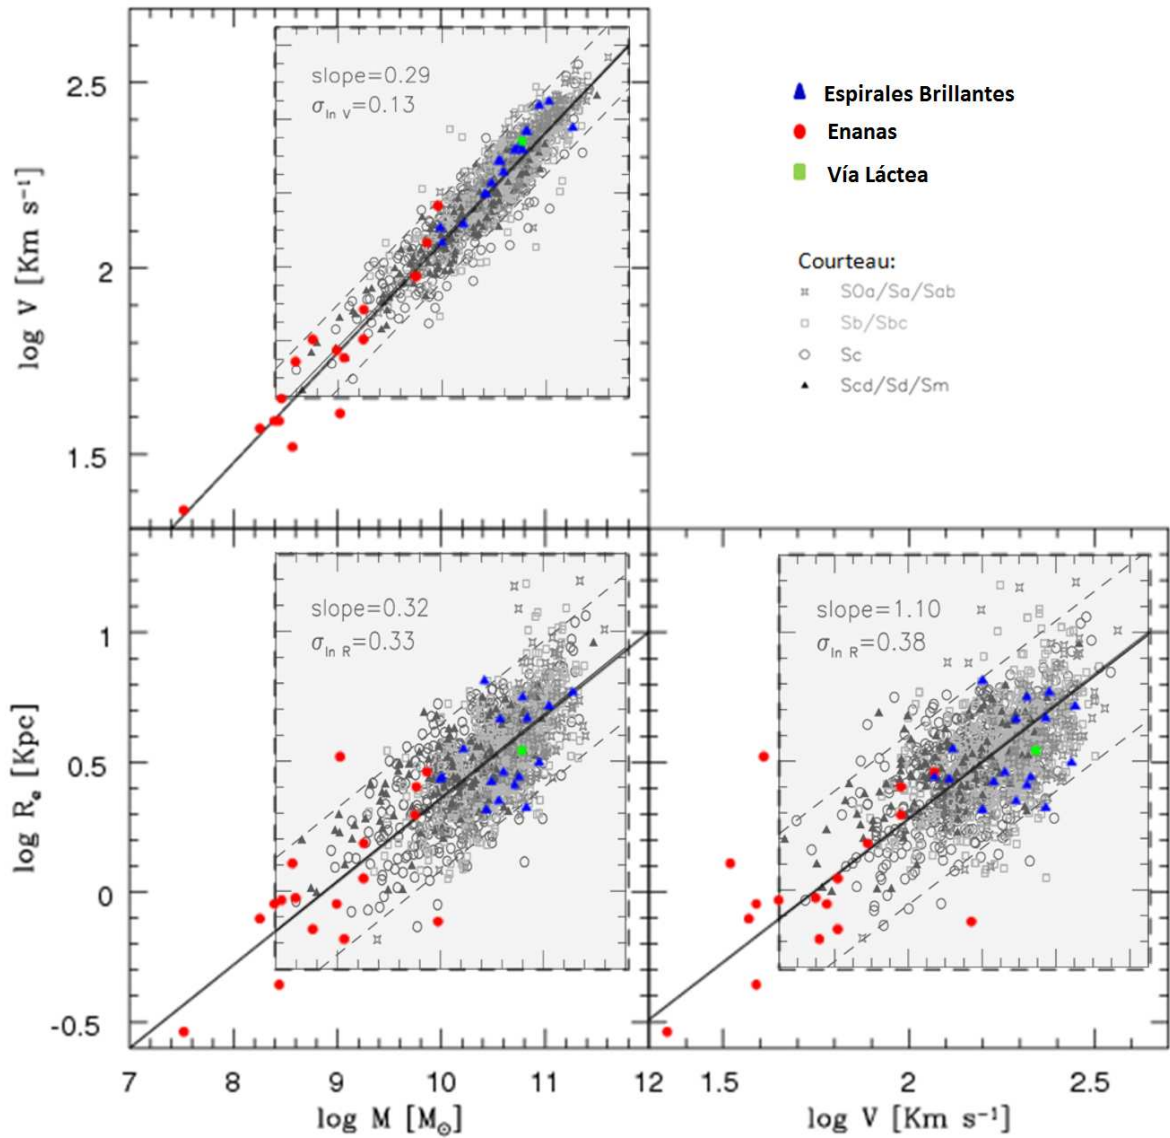 slope=0.29
σln V=0.13
2.5
2
1.5
log V [Km s⁻¹]
Espirales Brillantes
Enanas
Vía Láctea
Courteau:
SOa/Sa/Sab
Sb/Sbc
Sc
Scd/Sd/Sm
slope=0.32
σln R=0.33
slope=1.10
σln R=0.38
1
0.5
0
-0.5
log Re [Kpc]
7 8 9 10 11 12 1.5 2 2.5
log M [M⊙]
log V [Km s⁻¹]